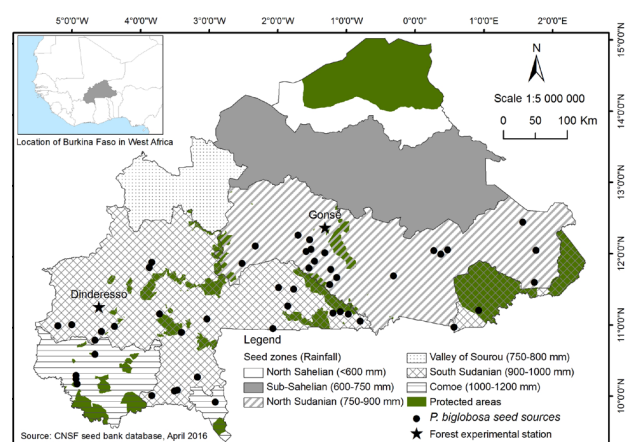 5°0'0"W 4°0'0"W 3°0'0"W 2°0'0"W 1°0'0"W 0°0'0" 1°0'0"E 2°0'0"E
15°0'0"N
14°0'0"N
13°0'0"N
12°0'0"N
11°0'0"N
10°0'0"N
Location of Burkina Faso in West Africa
N
Scale 1:5 000 000
0 50 100 Km
Gonse
Dinderesso
Legend
Seed zones (Rainfall)
North Sahelian (<600 mm)
Sub-Sahelian (600-750 mm)
North Sudanian (750-900 mm)
Valley of Sourou (750-800 mm)
South Sudanian (900-1000 mm)
Comoe (1000-1200 mm)
Protected areas
P. biglobosa seed sources
Forest experimental station
Source: CNSF seed bank database, April 2016